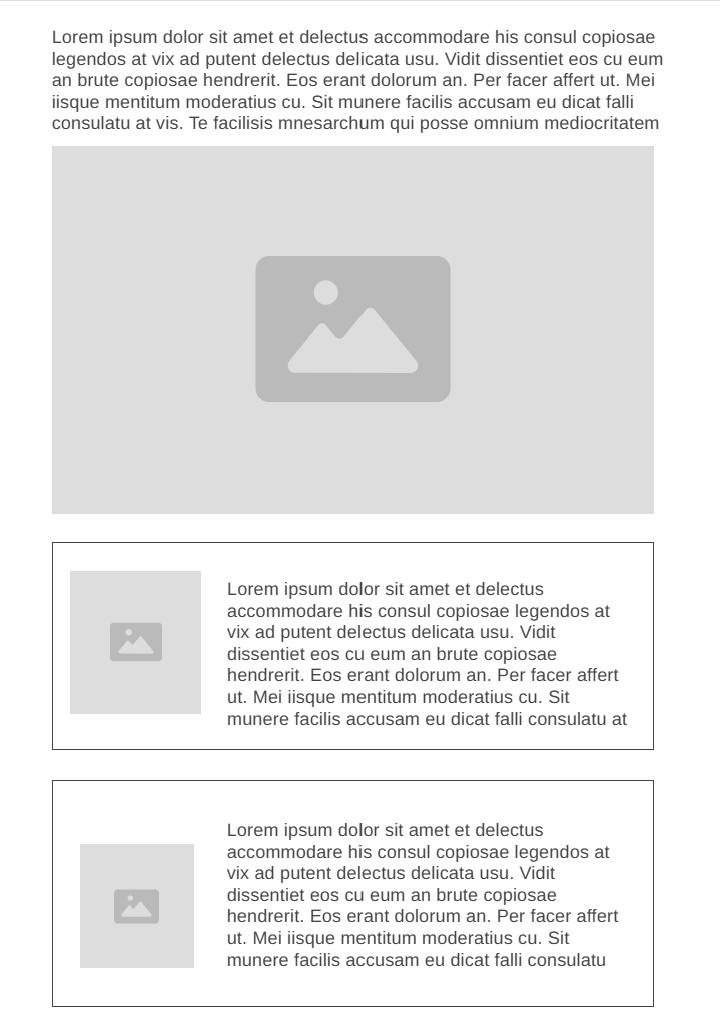 Lorem ipsum dolor sit amet et delectus accommodare his consul copiosae
legendos at vix ad putent delectus delicata usu. Vidit dissentiet eos cu eum
an brute copiosae hendrerit. Eos erant dolorum an. Per facer affert ut. Mei
iisque mentitum moderatius cu. Sit munere facilis accusam eu dicat falli
consulatu at vis. Te facilisis mnesarchum qui posse omnium mediocritatem
Lorem ipsum dolor sit amet et delectus
accommodare his consul copiosae legendos at
vix ad putent delectus delicata usu. Vidit
dissentiet eos cu eum an brute copiosae
hendrerit. Eos erant dolorum an. Per facer affert
ut. Mei iisque mentitum moderatius cu. Sit
munere facilis accusam eu dicat falli consulatu at
Lorem ipsum dolor sit amet et delectus
accommodare his consul copiosae legendos at
vix ad putent delectus delicata usu. Vidit
dissentiet eos cu eum an brute copiosae
hendrerit. Eos erant dolorum an. Per facer affert
ut. Mei iisque mentitum moderatius cu. Sit
munere facilis accusam eu dicat falli consulatu